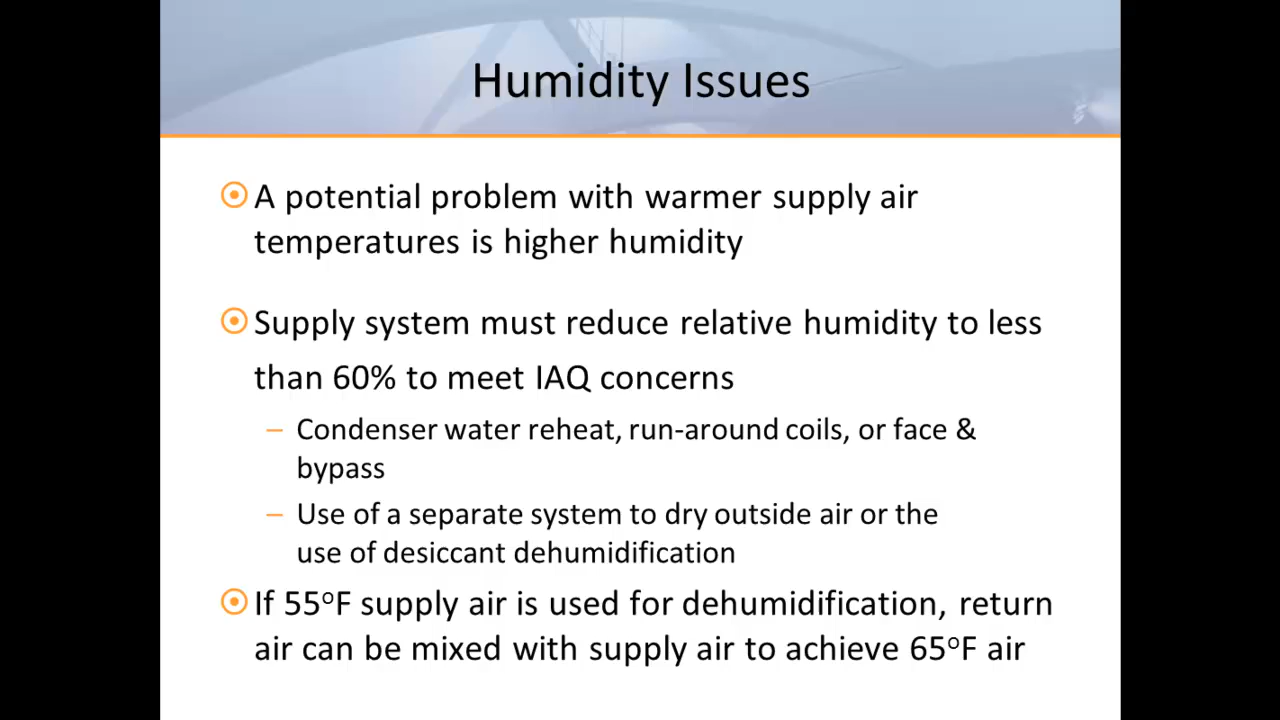 Humidity Issues
A potential problem with warmer supply air
temperatures is higher humidity
Supply system must reduce relative humidity to less
than 60% to meet IAQ concerns
– Condenser water reheat, run-around coils, or face &
bypass
– Use of a separate system to dry outside air or the
use of desiccant dehumidification
If 55ºF supply air is used for dehumidification, return
air can be mixed with supply air to achieve 65ºF air